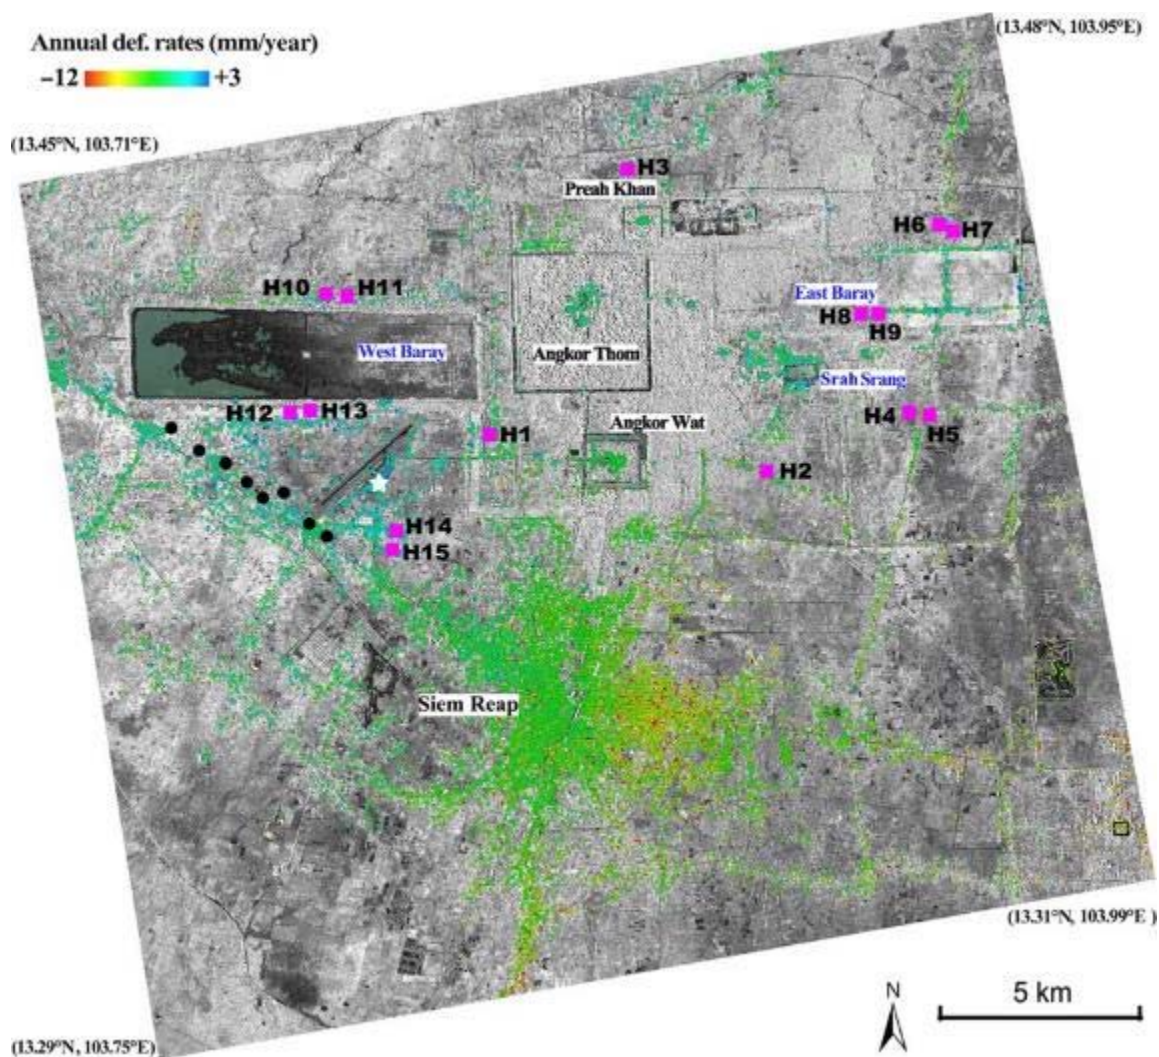 Annual def. rates (mm/year)
−12 +3
(13.48°N, 103.95°E)
(13.45°N, 103.71°E)
H3
Preah Khan
H6 H7
H10 H11
East Baray
H8 H9
West Baray
Angkor Thom
Srah Srang
H12 H13
H4 H5
Angkor Wat
H1
H2
H14
H15
Siem Reap
(13.31°N, 103.99°E )
N
5 km
(13.29°N, 103.75°E)